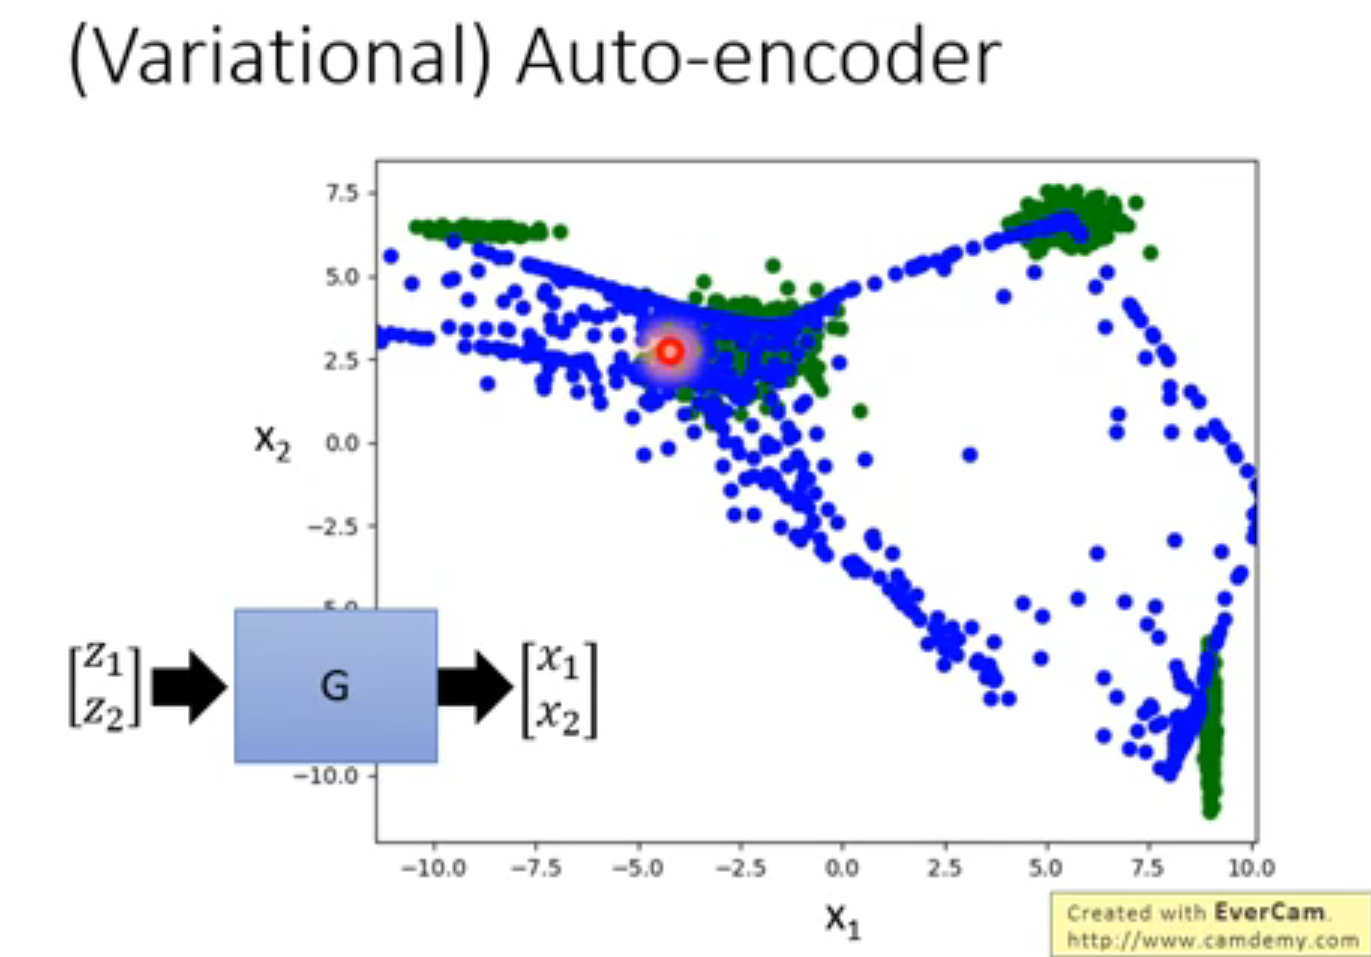 (Variational) Auto-encoder
7.5
5.0
2.5
0.0
−2.5
−10.0
x₂
[z₁ z₂]
G
[x₁ x₂]
−10.0 −7.5 −5.0 −2.5 0.0 2.5 5.0 7.5 10.0
x₁
Created with EverCam.
http://www.camdemy.com